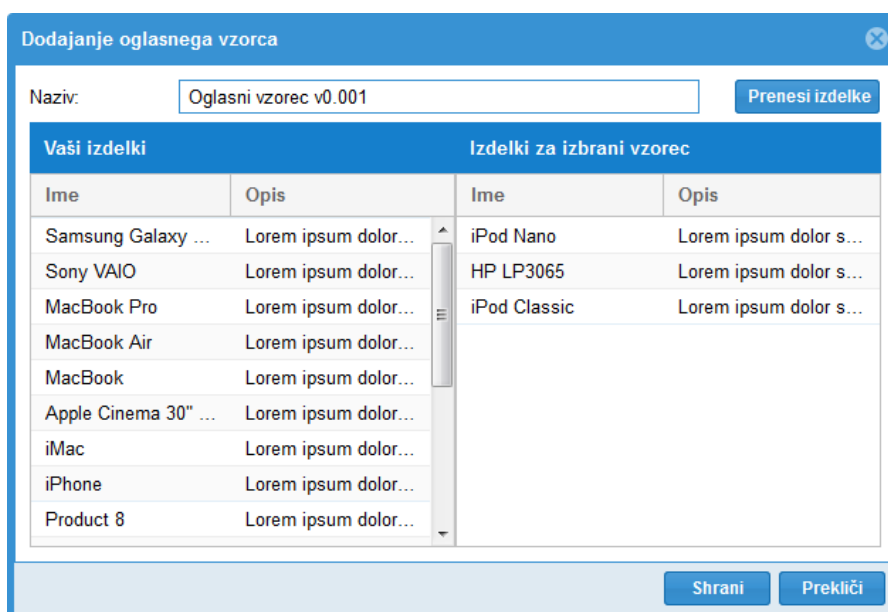 Dodajanje oglasnega vzorca
Naziv: Oglasni vzorec v0.001 Prenesi izdelke
Vaši izdelki Izdelki za izbrani vzorec
Ime Opis Ime Opis
Samsung Galaxy ... Lorem ipsum dolor... iPod Nano Lorem ipsum dolor s...
Sony VAIO Lorem ipsum dolor... HP LP3065 Lorem ipsum dolor s...
MacBook Pro Lorem ipsum dolor... iPod Classic Lorem ipsum dolor s...
MacBook Air Lorem ipsum dolor...
MacBook Lorem ipsum dolor...
Apple Cinema 30" ... Lorem ipsum dolor...
iMac Lorem ipsum dolor...
iPhone Lorem ipsum dolor...
Product 8 Lorem ipsum dolor...
Shrani Prekliči